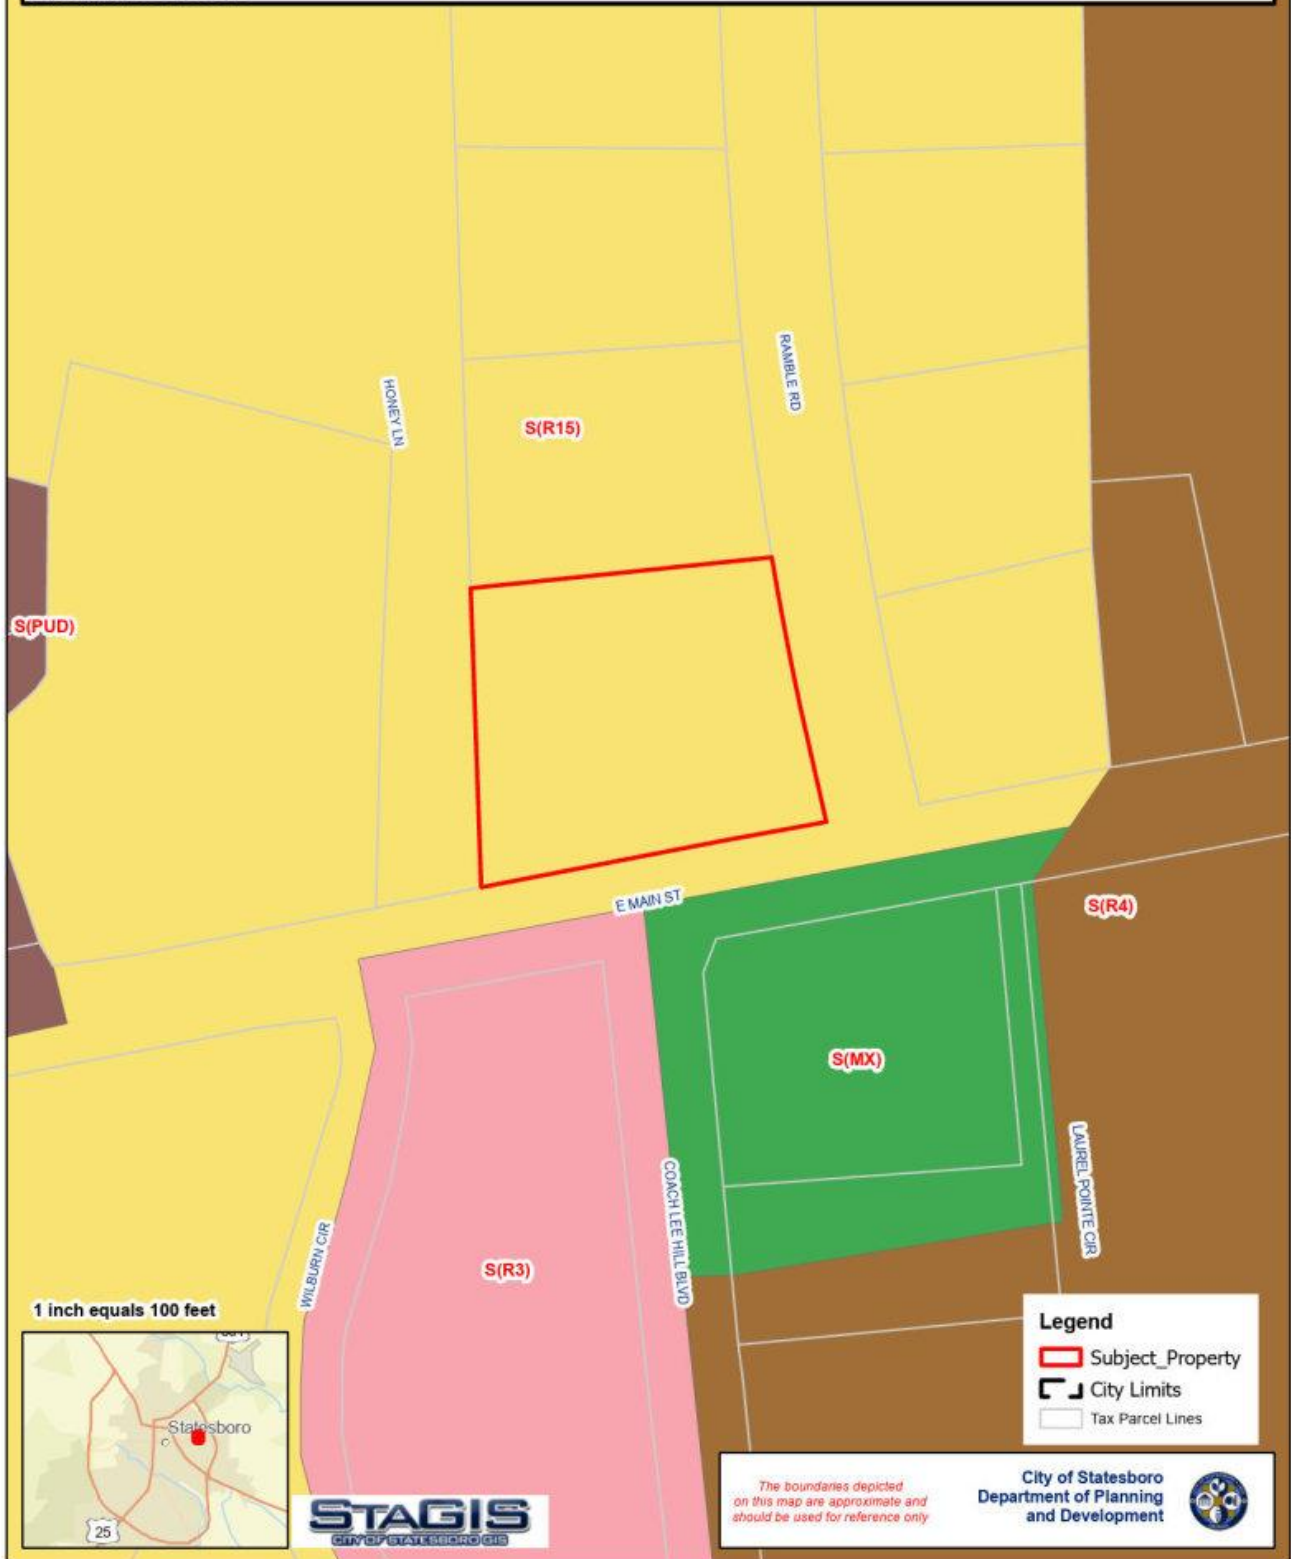 RAMBLE RD
HONEY LN
S(R15)
S(PUD)
E MAIN ST
S(R4)
S(MX)
LAUREL POINTE CIR
COACH LEE HILL BLVD
WILBURN CIR
S(R3)
1 inch equals 100 feet
Statesboro
25
STAGIS
CITY OF STATESBORO GIS
Legend
Subject_Property
City Limits
Tax Parcel Lines
The boundaries depicted
on this map are approximate and
should be used for reference only
City of Statesboro
Department of Planning
and Development